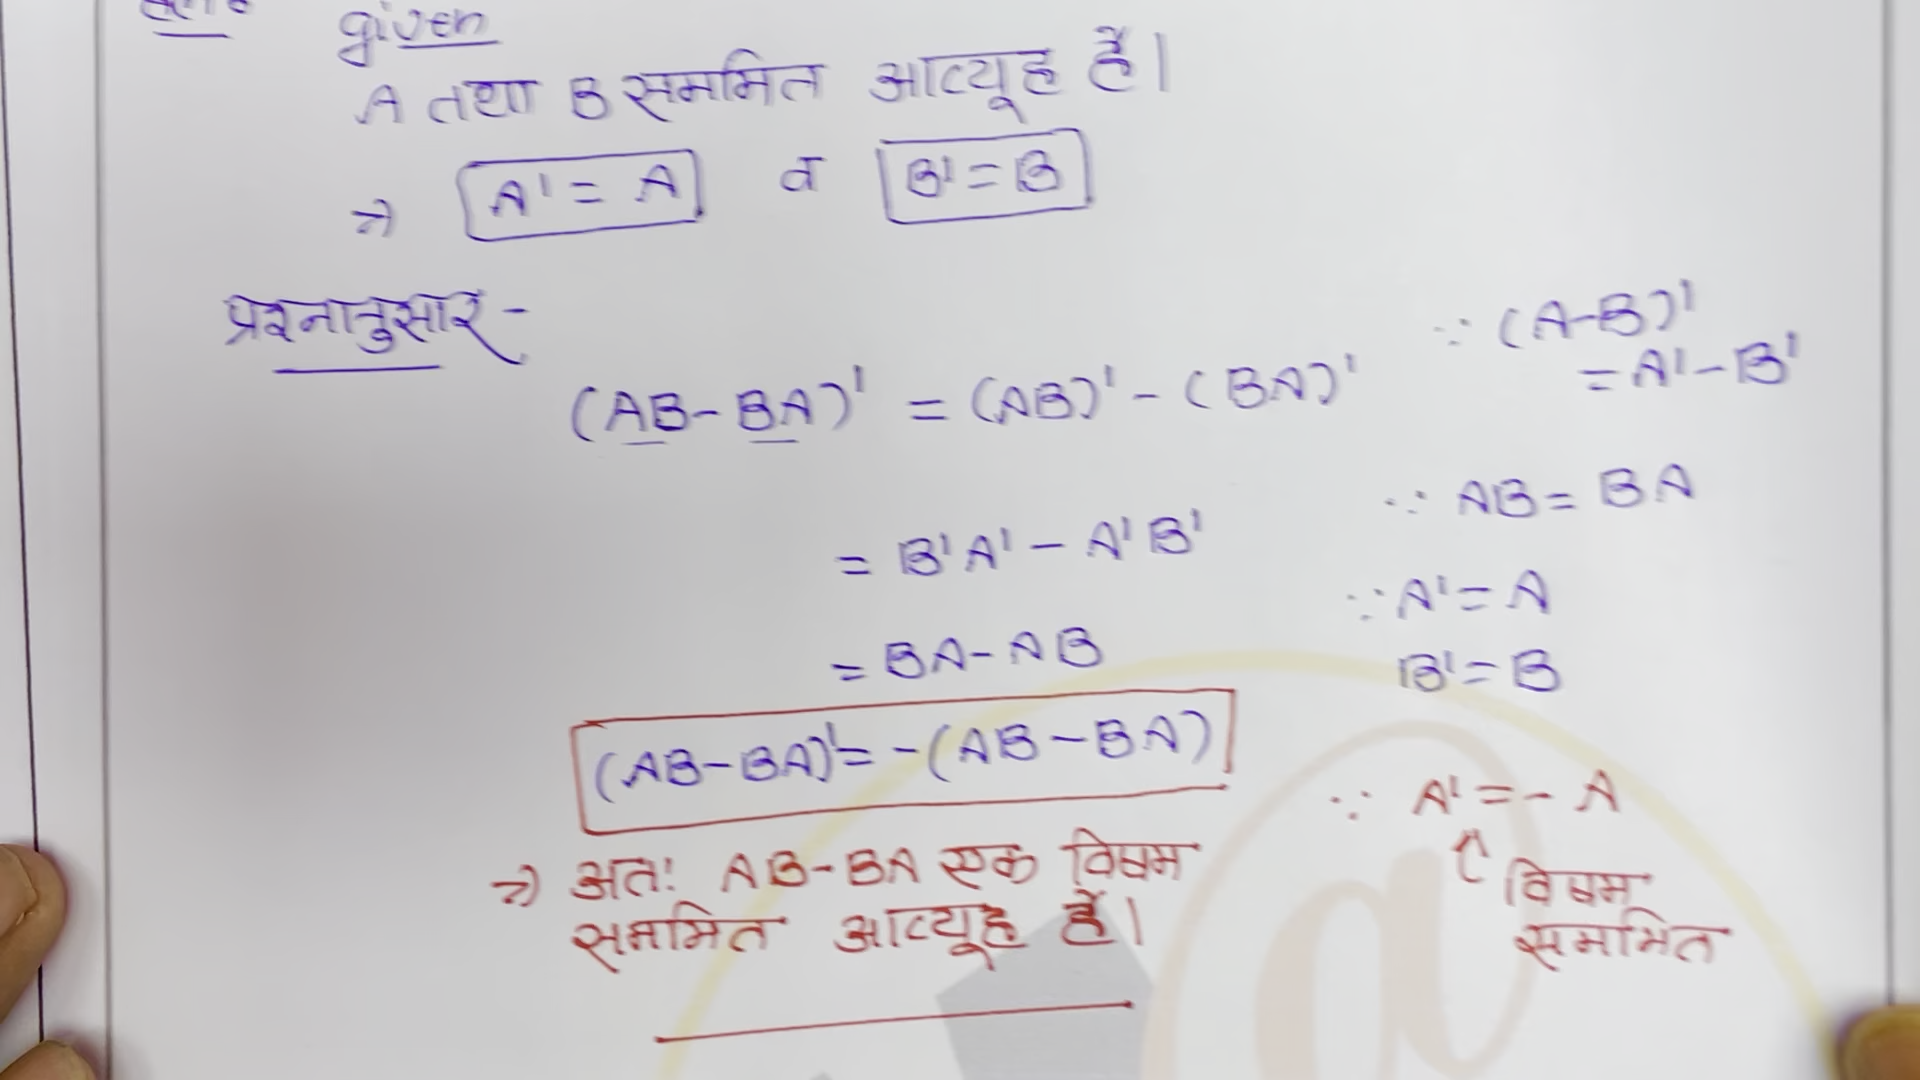 given
A तथा B सममित आव्यूह हैं।
=> A' = A व B' = B
प्रश्नानुसार -
∵ (A-B)'
= A' - B'
(AB - BA)' = (AB)' - (BA)'
∵ AB = BA
= B'A' - A'B'
∵ A' = A
= BA - AB
B' = B
(AB - BA)' = -(AB - BA)
∵ A' = - A
=> अतः AB - BA एक विषम
विषम
सममित आव्यूह हैं।
सममित